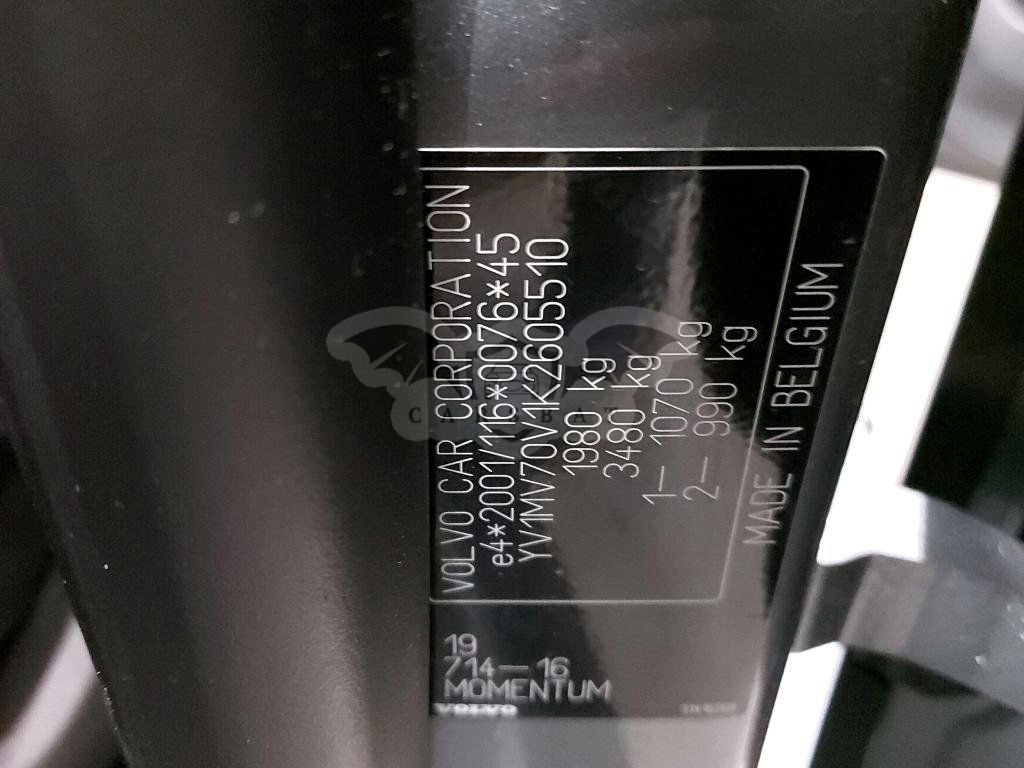 VOLVO CAR CORPORATION
e4*2001/116*0076*45
YV1MV70V1K2605510
1980 kg
3480 kg
1— 1070 kg
2— 990 kg
MADE IN BELGIUM
19
714—16
MOMENTUM
VOLVO